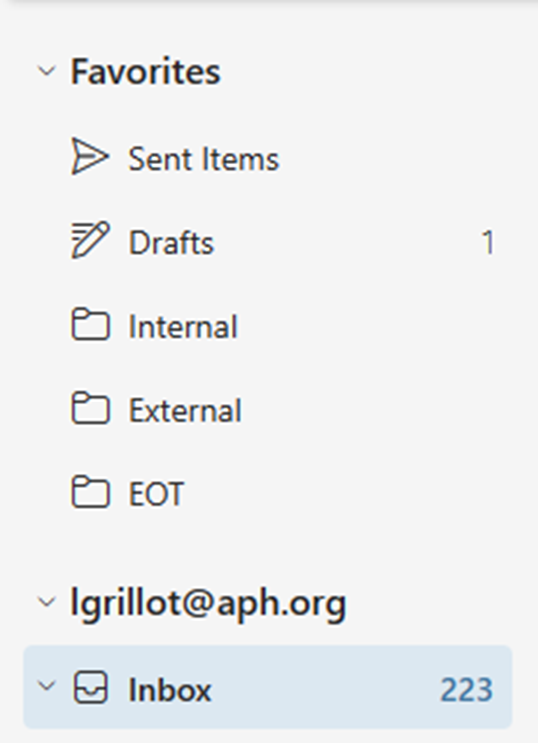 Favorites
Sent Items
Drafts 1
Internal
External
EOT
lgrillot@aph.org
Inbox 223